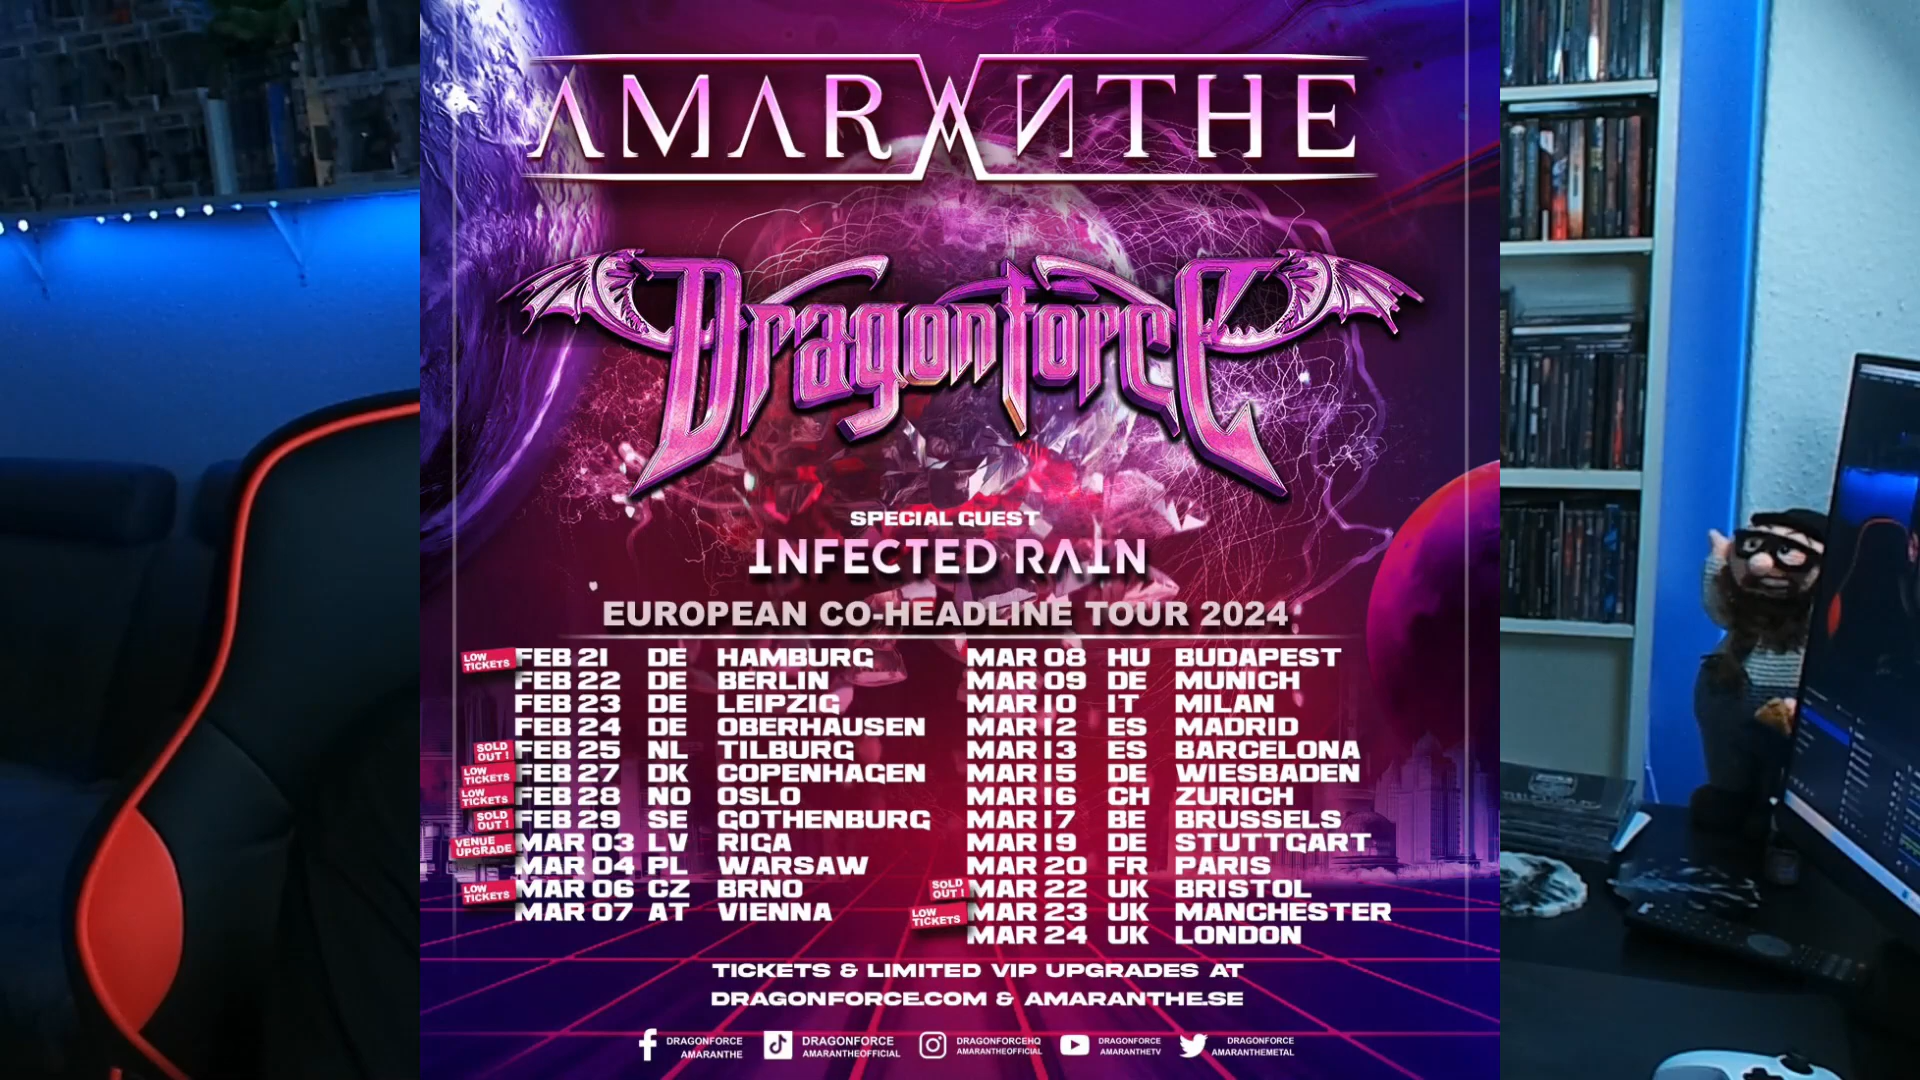 AMARANTHE
DRAGONFORCE
SPECIAL GUEST
INFECTED RAIN
EUROPEAN CO-HEADLINE TOUR 2024
LOW TICKETS FEB 21 DE HAMBURG
FEB 22 DE BERLIN
FEB 23 DE LEIPZIG
FEB 24 DE OBERHAUSEN
SOLD OUT! FEB 25 NL TILBURG
LOW TICKETS FEB 27 DK COPENHAGEN
LOW TICKETS FEB 28 NO OSLO
SOLD OUT! FEB 29 SE GOTHENBURG
VENUE UPGRADE MAR 03 LV RIGA
MAR 04 PL WARSAW
LOW TICKETS MAR 06 CZ BRNO
MAR 07 AT VIENNA
MAR 08 HU BUDAPEST
MAR 09 DE MUNICH
MAR 10 IT MILAN
MAR 12 ES MADRID
MAR 13 ES BARCELONA
MAR 15 DE WIESBADEN
MAR 16 CH ZURICH
MAR 17 BE BRUSSELS
MAR 19 DE STUTTGART
MAR 20 FR PARIS
SOLD OUT! MAR 22 UK BRISTOL
LOW TICKETS MAR 23 UK MANCHESTER
MAR 24 UK LONDON
TICKETS & LIMITED VIP UPGRADES AT
DRAGONFORCE.COM & AMARANTHE.SE
DRAGONFORCE
AMARANTHE
DRAGONFORCE
AMARANTHEOFFICIAL
DRAGONFORCEHQ
AMARANTHEOFFICIAL
DRAGONFORCE
AMARANTHETV
DRAGONFORCE
AMARANTHEMETAL